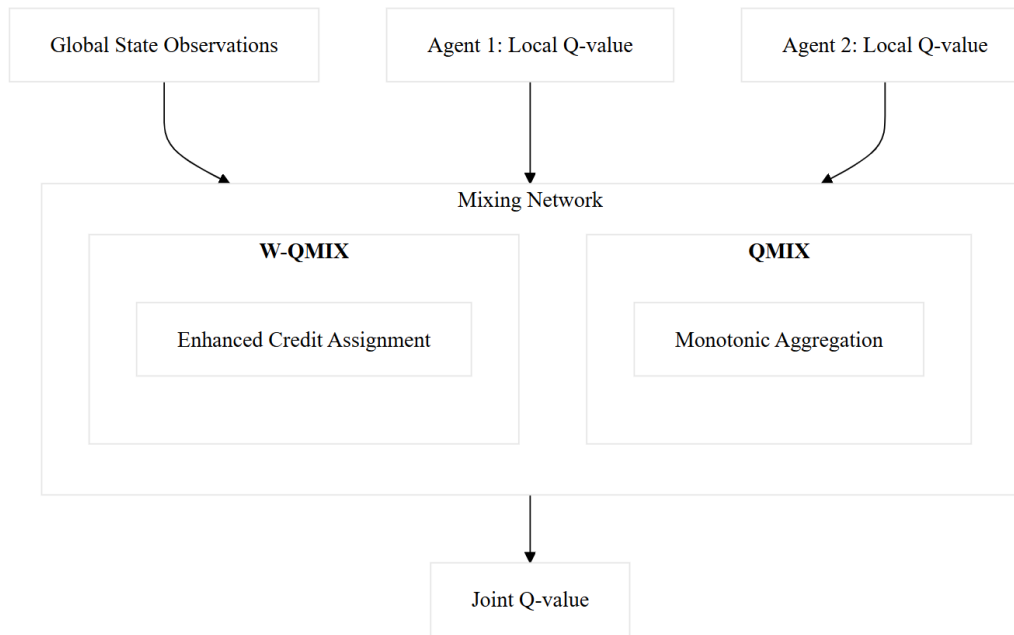 Global State Observations
Agent 1: Local Q-value
Agent 2: Local Q-value
Mixing Network
W-QMIX
QMIX
Enhanced Credit Assignment
Monotonic Aggregation
Joint Q-value